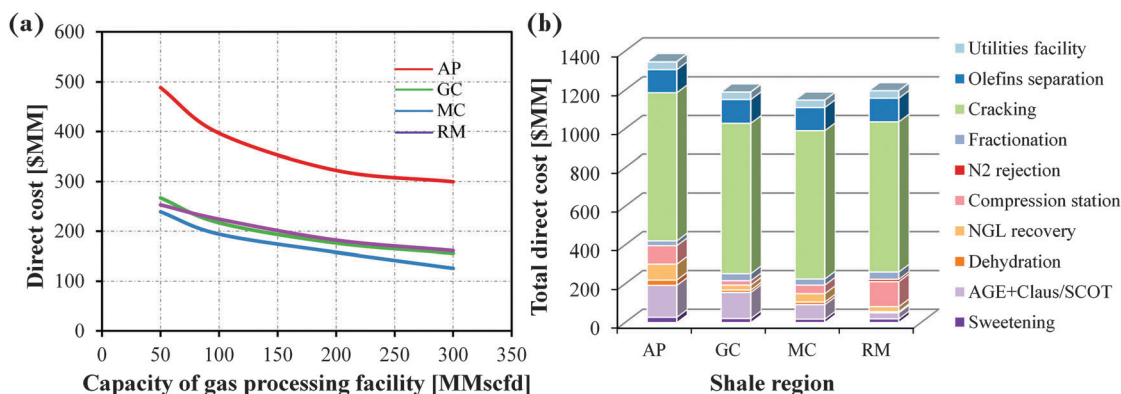 (a)
600
500
400
300
200
100
0
Direct cost [$MM]
AP
GC
MC
RM
0 50 100 150 200 250 300 350
Capacity of gas processing facility [MMscfd]
(b)
1400
1200
1000
800
600
400
200
0
Total direct cost [$MM]
AP GC MC RM
Shale region
Utilities facility
Olefins separation
Cracking
Fractionation
N2 rejection
Compression station
NGL recovery
Dehydration
AGE+Claus/SCOT
Sweetening